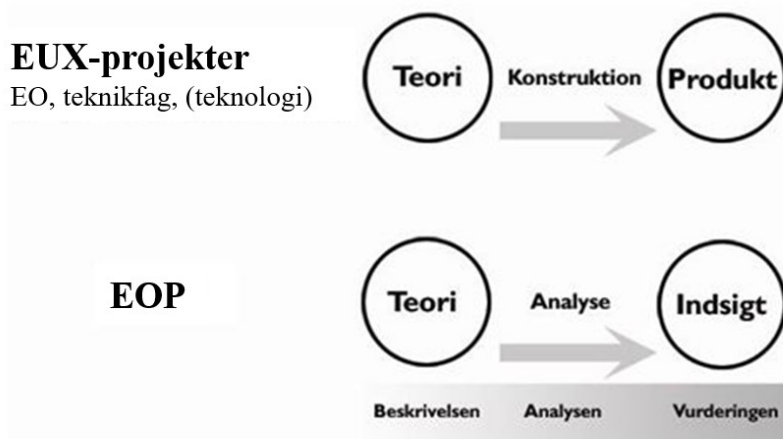 EUX-projekter
EO, teknikfag, (teknologi)
Teori
Konstruktion
Produkt
EOP
Teori
Analyse
Indsigt
Beskrivelsen
Analysen
Vurderingen